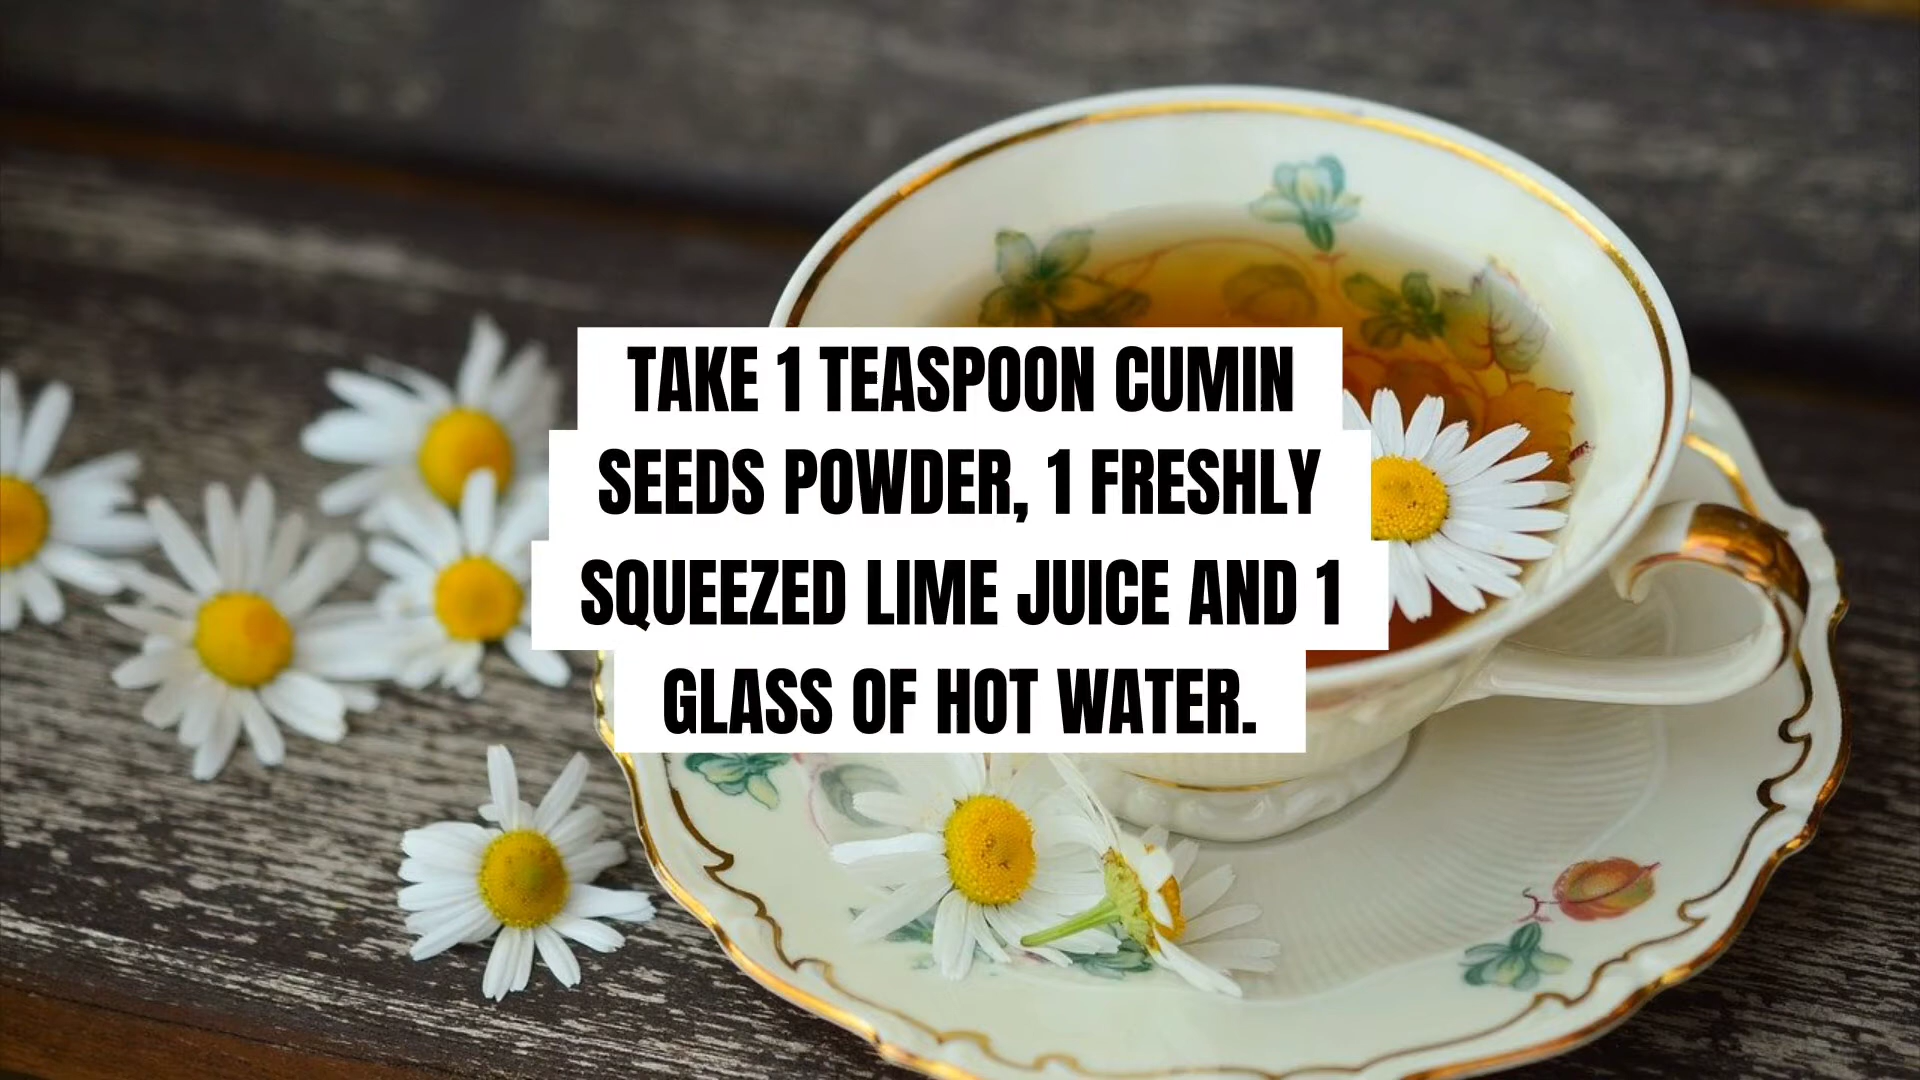 TAKE 1 TEASPOON CUMIN
SEEDS POWDER, 1 FRESHLY
SQUEEZED LIME JUICE AND 1
GLASS OF HOT WATER.